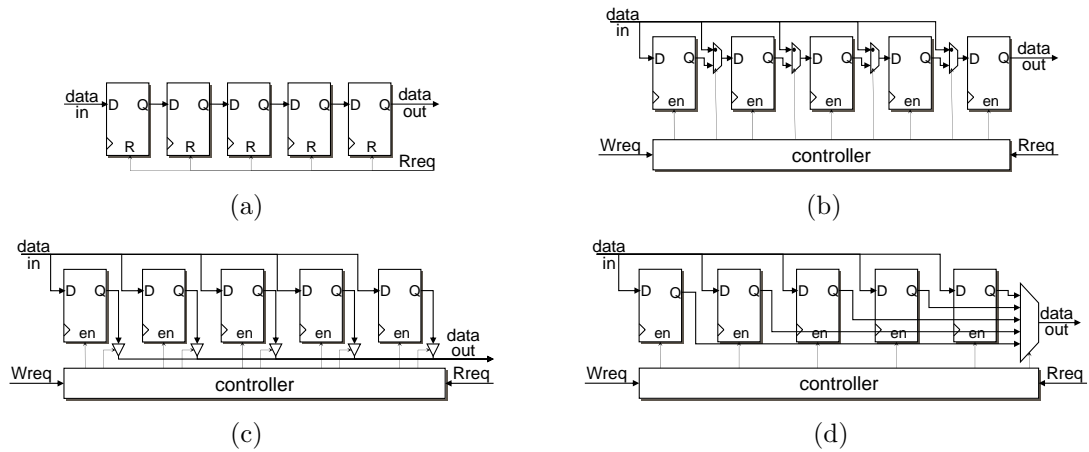 data
in
D Q D Q D Q D Q D Q
data
out
R R R R R
Rreq
(a)
data
in
D Q D Q D Q D Q D Q
data
out
en en en en en
Wreq
controller
Rreq
(b)
data
in
D Q D Q D Q D Q D Q
en en en en en
data
out
Wreq
controller
Rreq
(c)
data
in
D Q D Q D Q D Q D Q
en en en en en
data
out
Wreq
controller
Rreq
(d)